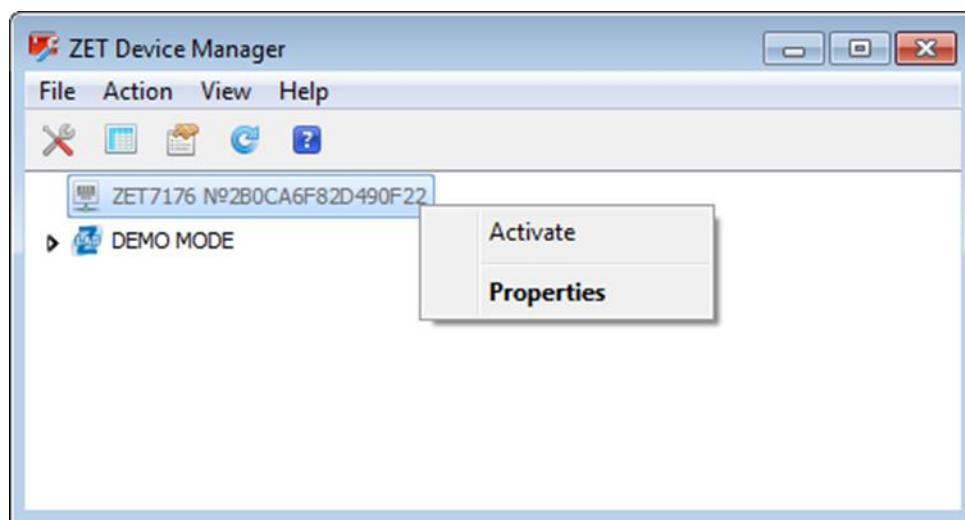 ZET Device Manager
File Action View Help
ZET7176 №2B0CA6F82D490F22
DEMO MODE
Activate
Properties